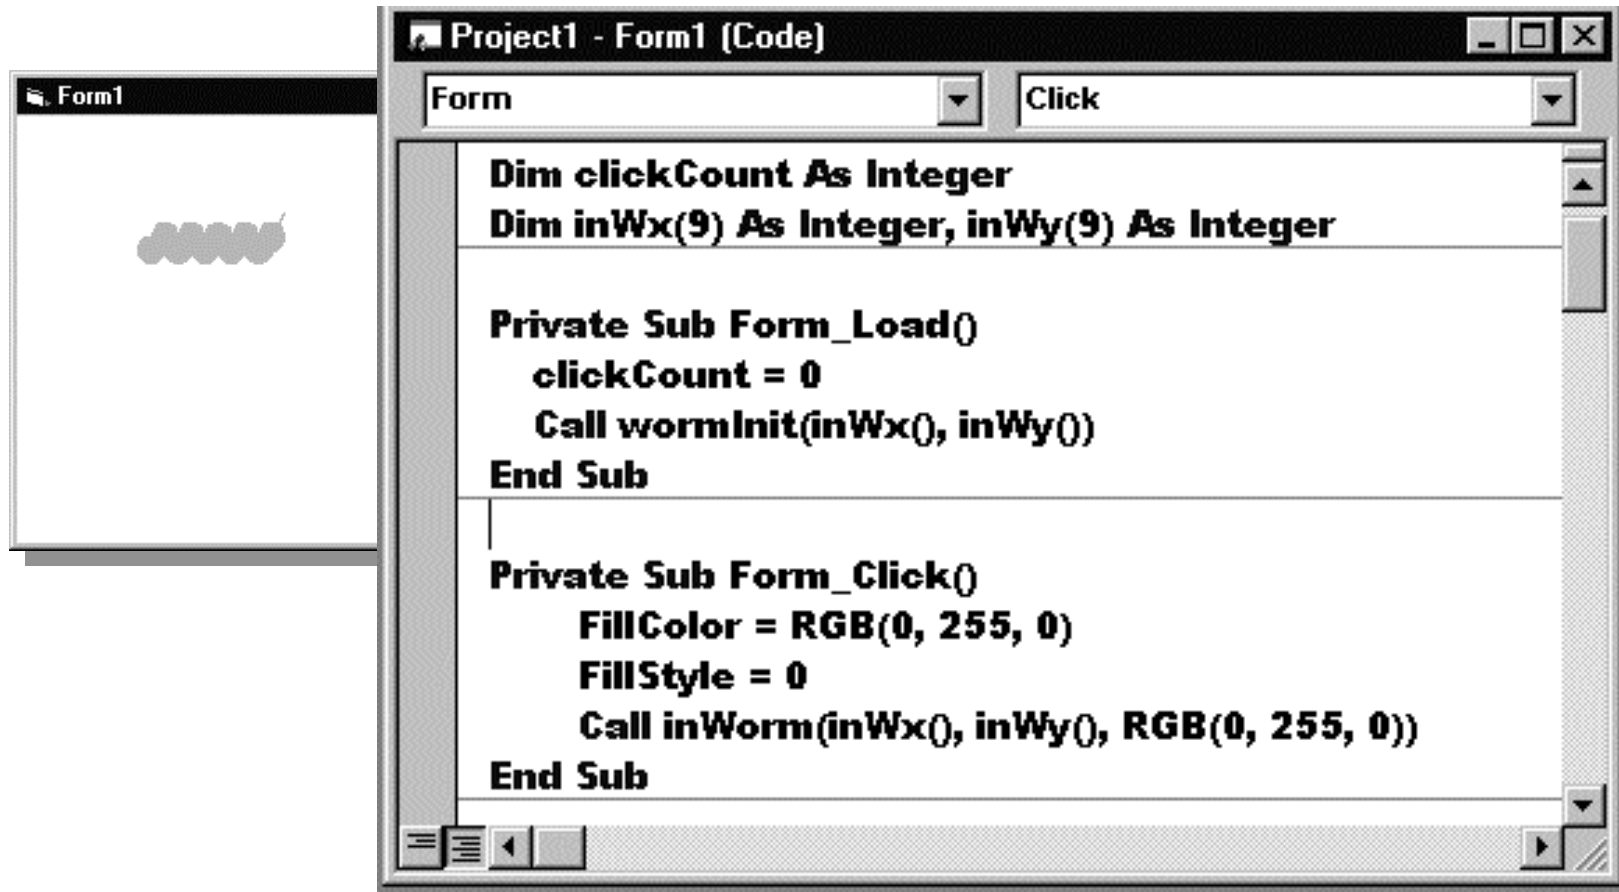 Form1
Project1 - Form1 (Code)
Form
Click
Dim clickCount As Integer
Dim inWx(9) As Integer, inWy(9) As Integer
Private Sub Form_Load()
clickCount = 0
Call wormInit(inWx(), inWy())
End Sub
Private Sub Form_Click()
FillColor = RGB(0, 255, 0)
FillStyle = 0
Call inWorm(inWx(), inWy(), RGB(0, 255, 0))
End Sub